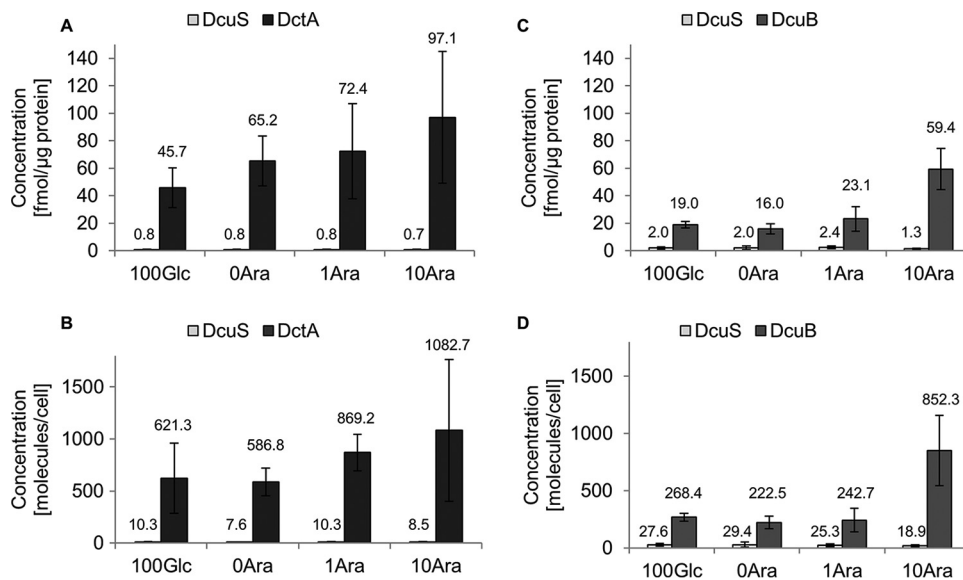 A
DcuS DctA
Concentration
[fmol/µg protein]
140
120
100
80
60
40
20
0
0.8
45.7
0.8
65.2
0.8
72.4
0.7
97.1
100Glc 0Ara 1Ara 10Ara
C
DcuS DcuB
Concentration
[fmol/µg protein]
140
120
100
80
60
40
20
0
2.0
19.0
2.0
16.0
2.4
23.1
1.3
59.4
100Glc 0Ara 1Ara 10Ara
B
DcuS DctA
Concentration
[molecules/cell]
1500
1000
500
0
10.3
621.3
7.6
586.8
10.3
869.2
8.5
1082.7
100Glc 0Ara 1Ara 10Ara
D
DcuS DcuB
Concentration
[molecules/cell]
1500
1000
500
0
27.6
268.4
29.4
222.5
25.3
242.7
18.9
852.3
100Glc 0Ara 1Ara 10Ara